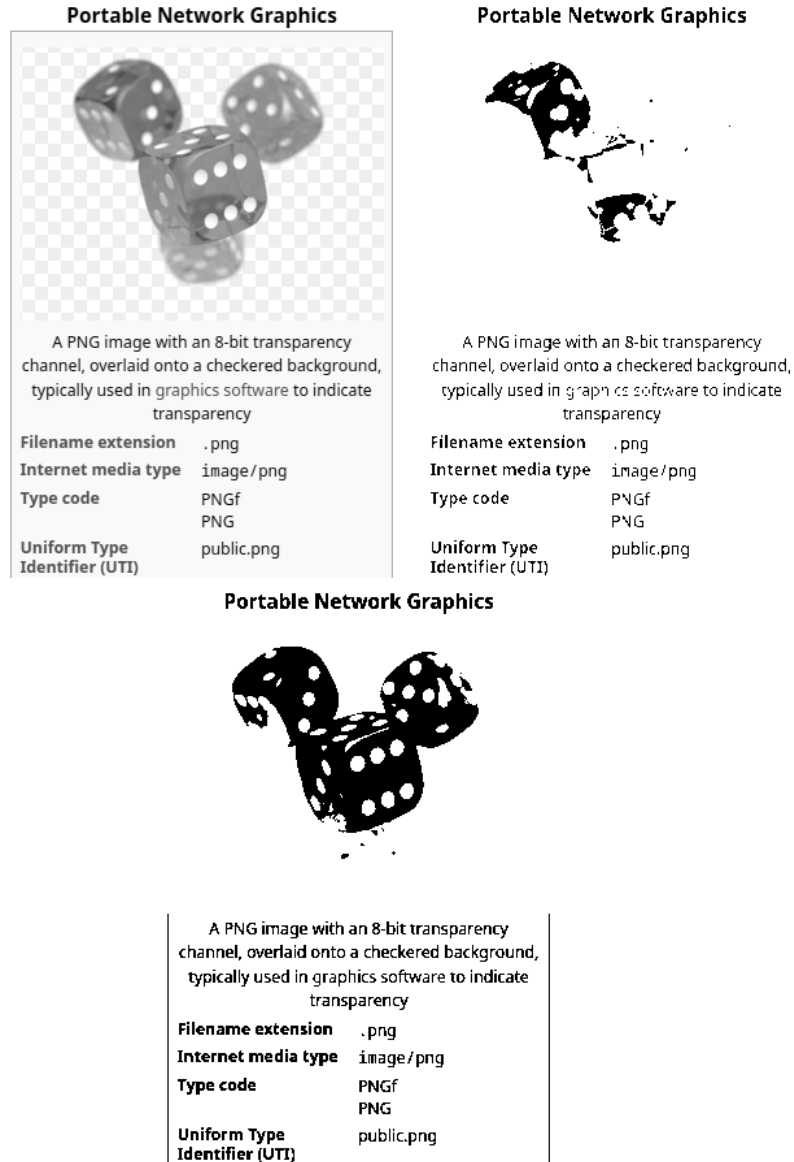 Portable Network Graphics
A PNG image with an 8-bit transparency
channel, overlaid onto a checkered background,
typically used in graphics software to indicate
transparency
Filename extension .png
Internet media type image/png
Type code PNGf
PNG
Uniform Type public.png
Identifier (UTI)
Portable Network Graphics
A PNG image with an 8-bit transparency
channel, overlaid onto a checkered background,
typically used in graphics software to indicate
transparency
Filename extension .png
Internet media type image/png
Type code PNGf
PNG
Uniform Type public.png
Identifier (UTI)
Portable Network Graphics
A PNG image with an 8-bit transparency
channel, overlaid onto a checkered background,
typically used in graphics software to indicate
transparency
Filename extension .png
Internet media type image/png
Type code PNGf
PNG
Uniform Type public.png
Identifier (UTI)